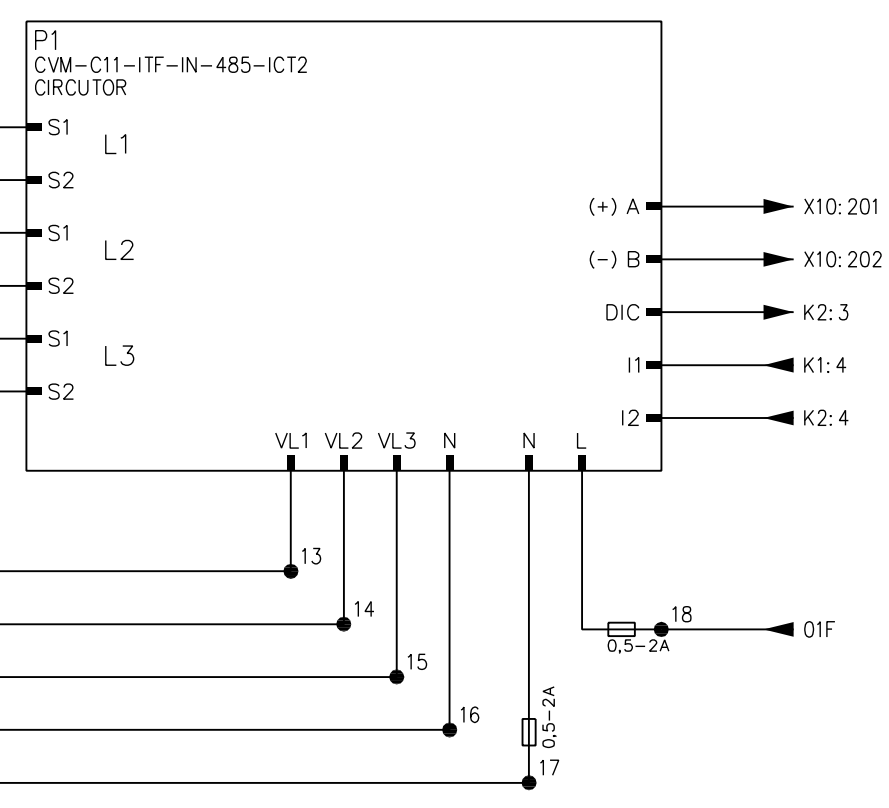 P1
CVM-C11-ITF-IN-485-ICT2
CIRCUTOR
S1
L1
S2
(+) A
X10:201
S1
L2
(-) B
X10:202
S2
DIC
K2:3
S1
L3
I1
K1:4
S2
I2
K2:4
VL1 VL2 VL3 N N L
13
14
18
01F
0,5-2A
15
16
0,5-2A
17